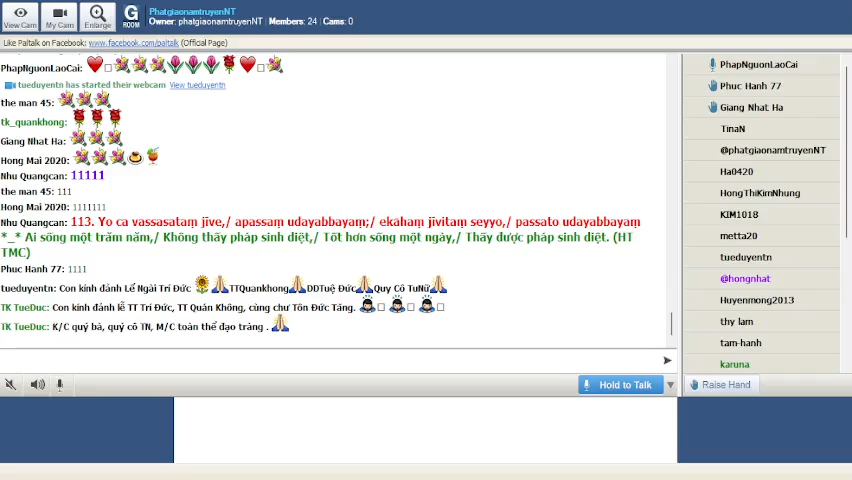 PhatgiaonamtruyenNT
Owner: phatgiaonamtruyenNT | Members: 24 | Cams: 0
View Cam
My Cam
Enlarge
G
ROOM
Like Paltalk on Facebook: www.facebook.com/paltalk (Official Page)
PhapNguonLaoCai:
tueduyentn has started their webcam View tueduyentn
the man 45:
tk_quankhong:
Giang Nhat Ha:
Hong Mai 2020:
Nhu Quangcan: 11111
the man 45: 111
Hong Mai 2020: 1111111
Nhu Quangcan: 113. Yo ca vassasataṃ jīve,/ apassaṃ udayabbayaṃ;/ ekāhaṃ jīvitaṃ seyyo,/ passato udayabbayaṃ
*_* Ai sống một trăm năm,/ Không thấy pháp sinh diệt,/ Tốt hơn sống một ngày,/ Thấy được pháp sinh diệt. (HT
TMC)
Phuc Hanh 77: 1111
tueduyentn: Con kính đảnh Lễ Ngài Trí Đức TTQuankhong DDTuệ Đức Quy Cô TuNữ
TK TueDuc: Con kính đảnh lễ TT Trí Đức, TT Quán Không, cùng chư Tôn Đức Tăng.
TK TueDuc: K/C quý bà, quý cô TN, M/C toàn thể đạo tràng .
Hold to Talk
PhapNguonLaoCai
Phuc Hanh 77
Giang Nhat Ha
TinaN
@phatgiaonamtruyenNT
Ha0420
HongThiKimNhung
KIM1018
metta20
tueduyentn
@hongnhat
Huyenmong2013
thy lam
tam-hanh
karuna
Raise Hand